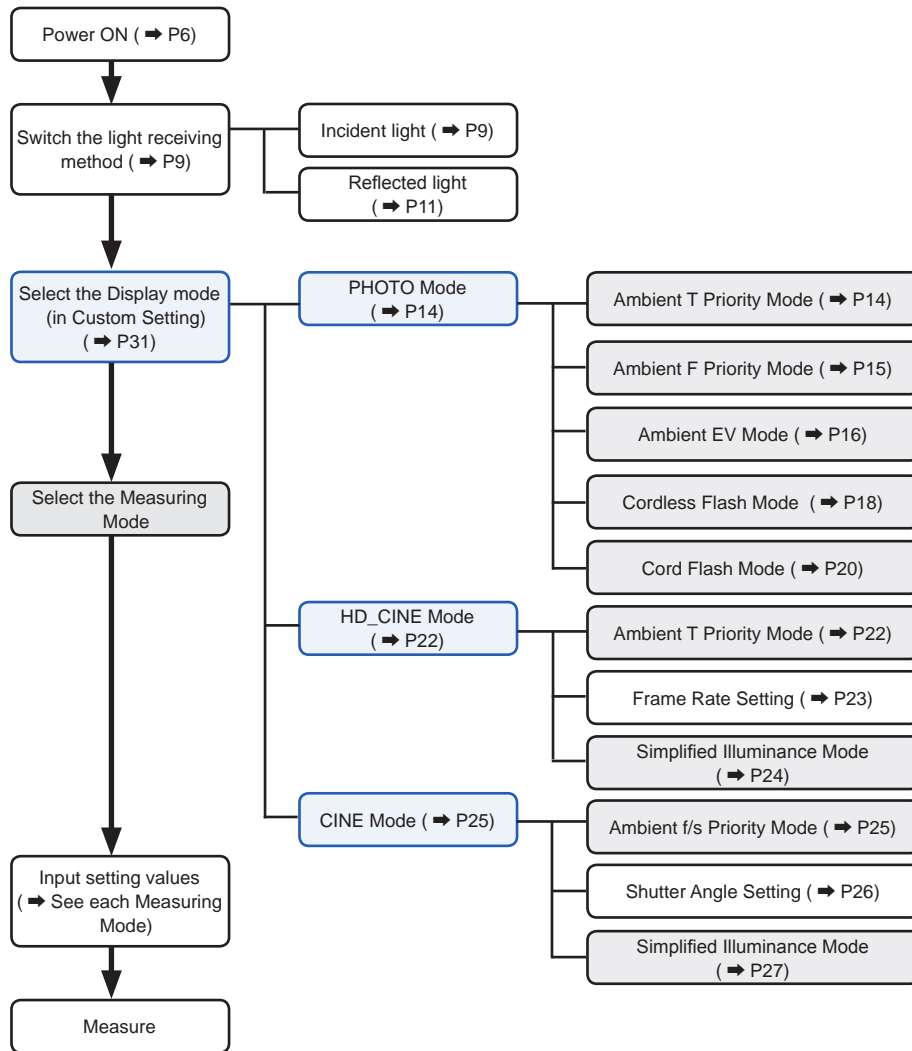 Power ON ( ➡ P6)
Switch the light receiving
method ( ➡ P9)
Incident light ( ➡ P9)
Reflected light
( ➡ P11)
Select the Display mode
(in Custom Setting)
( ➡ P31)
PHOTO Mode
( ➡ P14)
Ambient T Priority Mode ( ➡ P14)
Ambient F Priority Mode ( ➡ P15)
Ambient EV Mode ( ➡ P16)
Cordless Flash Mode ( ➡ P18)
Cord Flash Mode ( ➡ P20)
Select the Measuring
Mode
HD_CINE Mode
( ➡ P22)
Ambient T Priority Mode ( ➡ P22)
Frame Rate Setting ( ➡ P23)
Simplified Illuminance Mode
( ➡ P24)
CINE Mode ( ➡ P25)
Ambient f/s Priority Mode ( ➡ P25)
Shutter Angle Setting ( ➡ P26)
Simplified Illuminance Mode
( ➡ P27)
Input setting values
( ➡ See each Measuring
Mode)
Measure